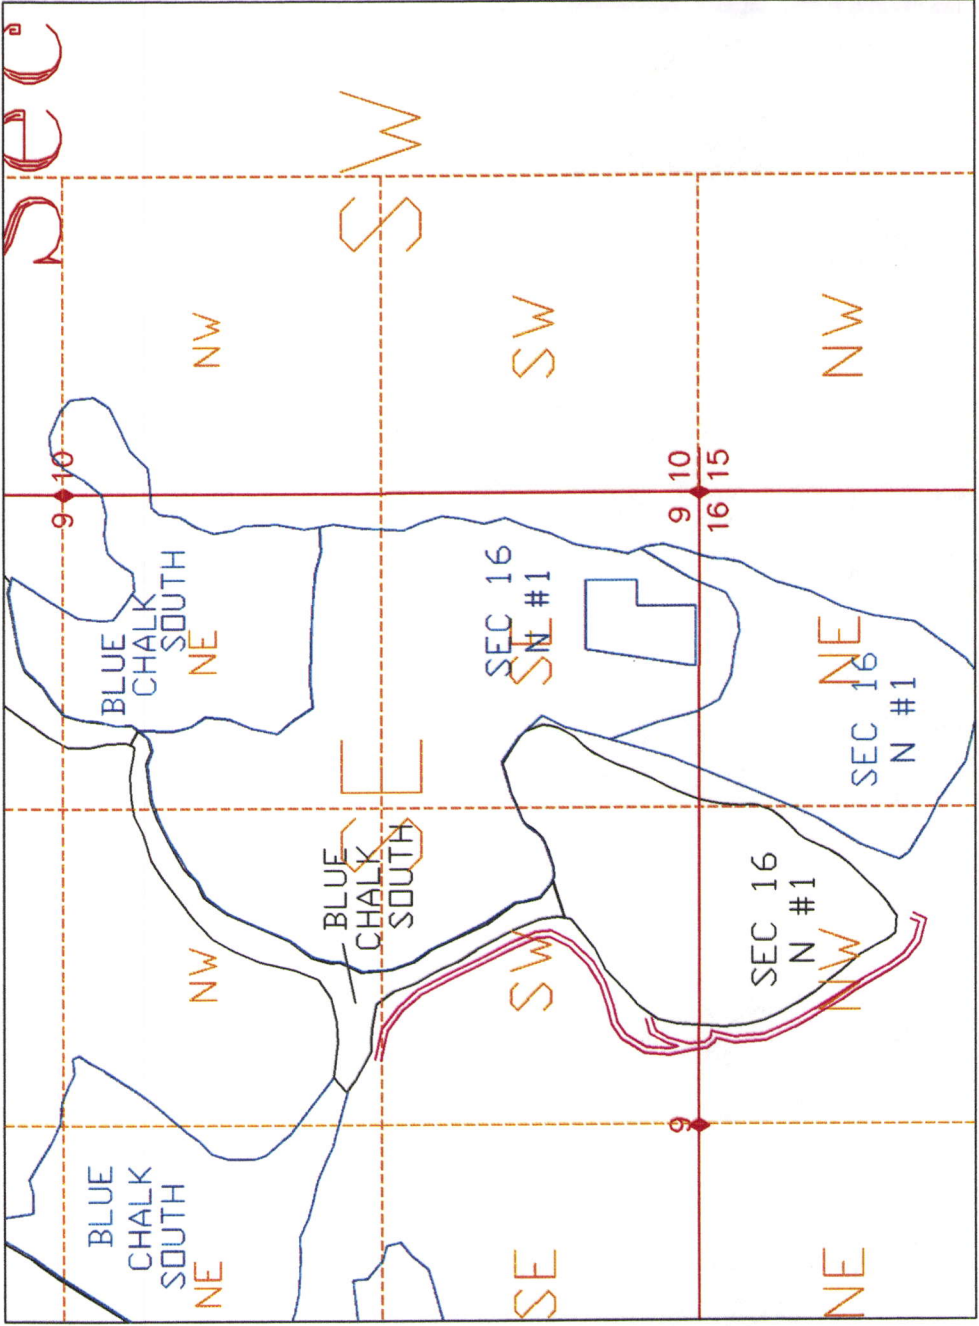 Sec
9 10
BLUE
CHALK
SOUTH
BLUE
CHALK
SOUTH
NE NW NE NW
BLUE
CHALK
SOUTH
SE SW
SEC 16
N #1
SE SW SE SW
9 9 10
16 15
SEC 16
N #1
NE NW NE NW
SEC 16
N #1